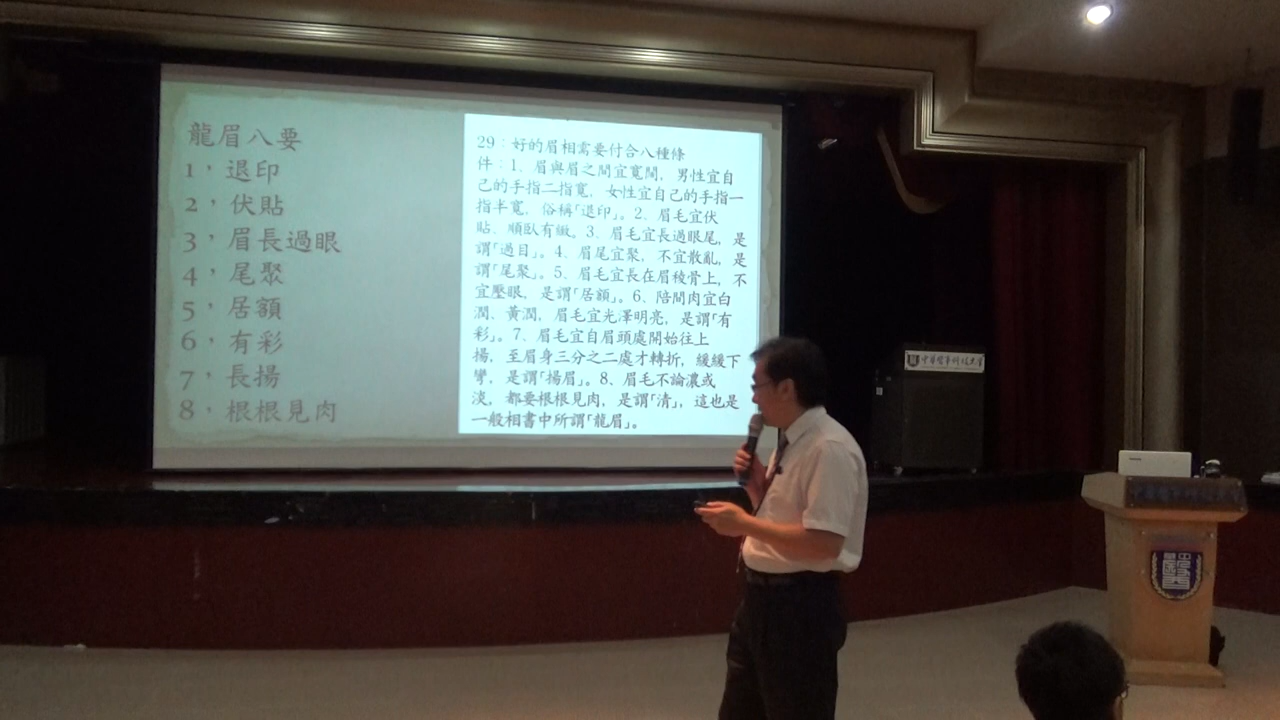 龍眉八要
1，退印
2，伏貼
3，眉長過眼
4，尾聚
5，居額
6，有彩
7，長揚
8，根根見肉
29：好的眉相需要付合八種條
件：1、眉與眉之間宜寬闊，男性宜自
己的手指二指寬，女性宜自己的手指一
指半寬，俗稱「退印」。2、眉毛宜伏
貼、順臥有緻。3、眉毛宜長過眼尾，是
謂「過目」。4、眉尾宜聚，不宜散亂，是
謂「尾聚」。5、眉毛宜長在眉稜骨上，不
宜壓眼，是謂「居額」。6、陪間肉宜白
潤、黃潤，眉毛宜光澤明亮，是謂「有
彩」。7、眉毛宜自眉頭處開始往上
揚，至眉身三分之二處才轉折，緩緩下
彎，是謂「揚眉」。8、眉毛不論濃或
淡，都要根根見肉，是謂「清」，這也是
一般相書中所謂「龍眉」。